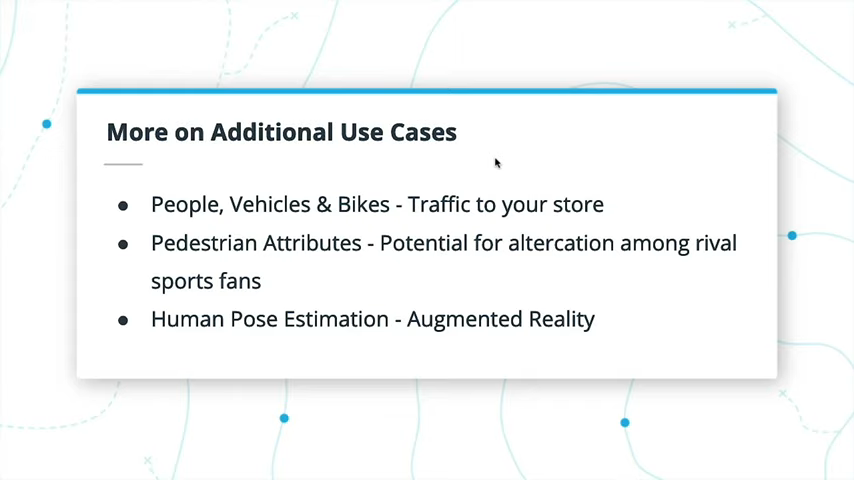 More on Additional Use Cases
● People, Vehicles & Bikes - Traffic to your store
● Pedestrian Attributes - Potential for altercation among rival
sports fans
● Human Pose Estimation - Augmented Reality